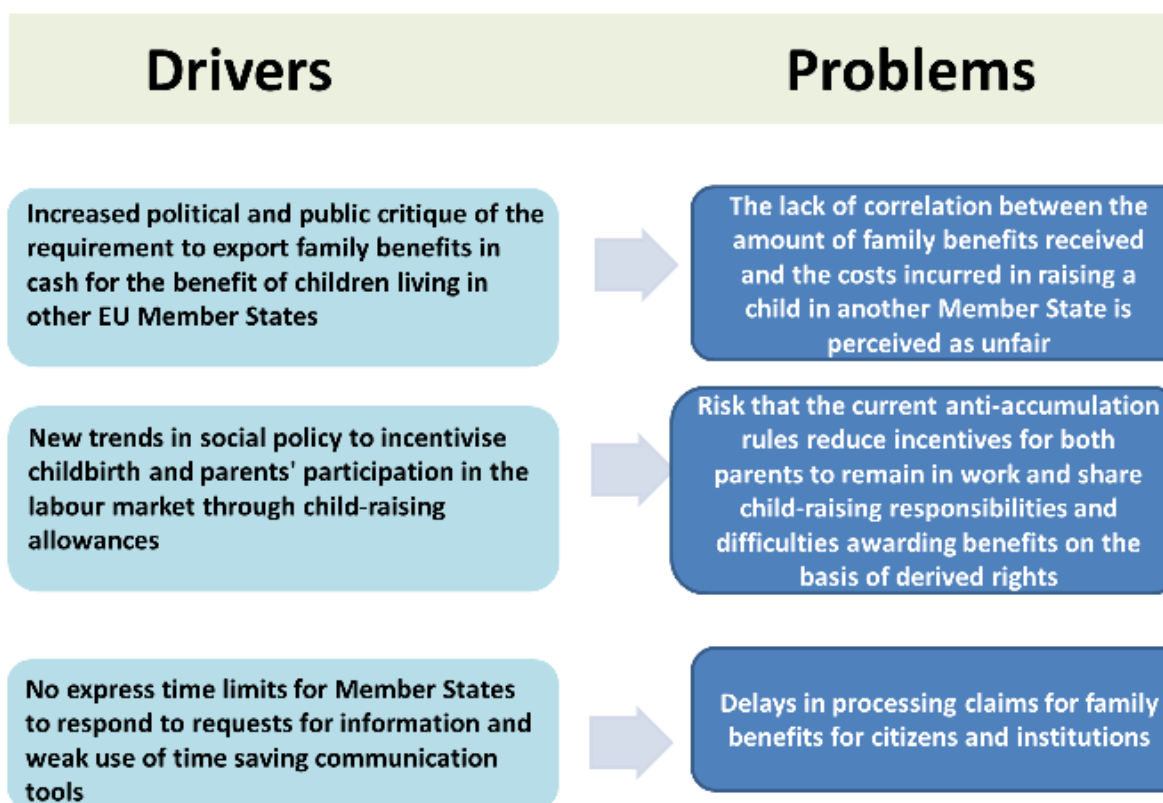 Drivers
Problems
Increased political and public critique of the
requirement to export family benefits in
cash for the benefit of children living in
other EU Member States
The lack of correlation between the
amount of family benefits received
and the costs incurred in raising a
child in another Member State is
perceived as unfair
New trends in social policy to incentivise
childbirth and parents' participation in the
labour market through child-raising
allowances
Risk that the current anti-accumulation
rules reduce incentives for both
parents to remain in work and share
child-raising responsibilities and
difficulties awarding benefits on the
basis of derived rights
No express time limits for Member States
to respond to requests for information and
weak use of time saving communication
tools
Delays in processing claims for family
benefits for citizens and institutions